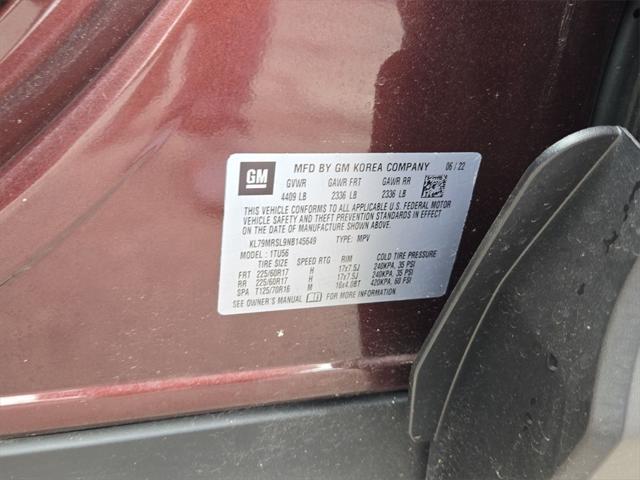 GM MFD BY GM KOREA COMPANY 06 / 22
GVWR GAWR FRT GAWR RR
4409 LB 2336 LB 2336 LB
THIS VEHICLE CONFORMS TO ALL APPLICABLE U.S. FEDERAL MOTOR
VEHICLE SAFETY AND THEFT PREVENTION STANDARDS IN EFFECT
ON THE DATE OF MANUFACTURE SHOWN ABOVE.
KL79MRSL9NB145649 TYPE: MPV
MODEL: 1TU56
TIRE SIZE SPEED RTG RIM COLD TIRE PRESSURE
FRT 225/60R17 H 17x7.5J 240KPA, 35 PSI
RR 225/60R17 H 17x7.5J 240KPA, 35 PSI
SPA T125/70R16 M 16x4.0BT 420KPA, 60 PSI
SEE OWNER'S MANUAL FOR MORE INFORMATION